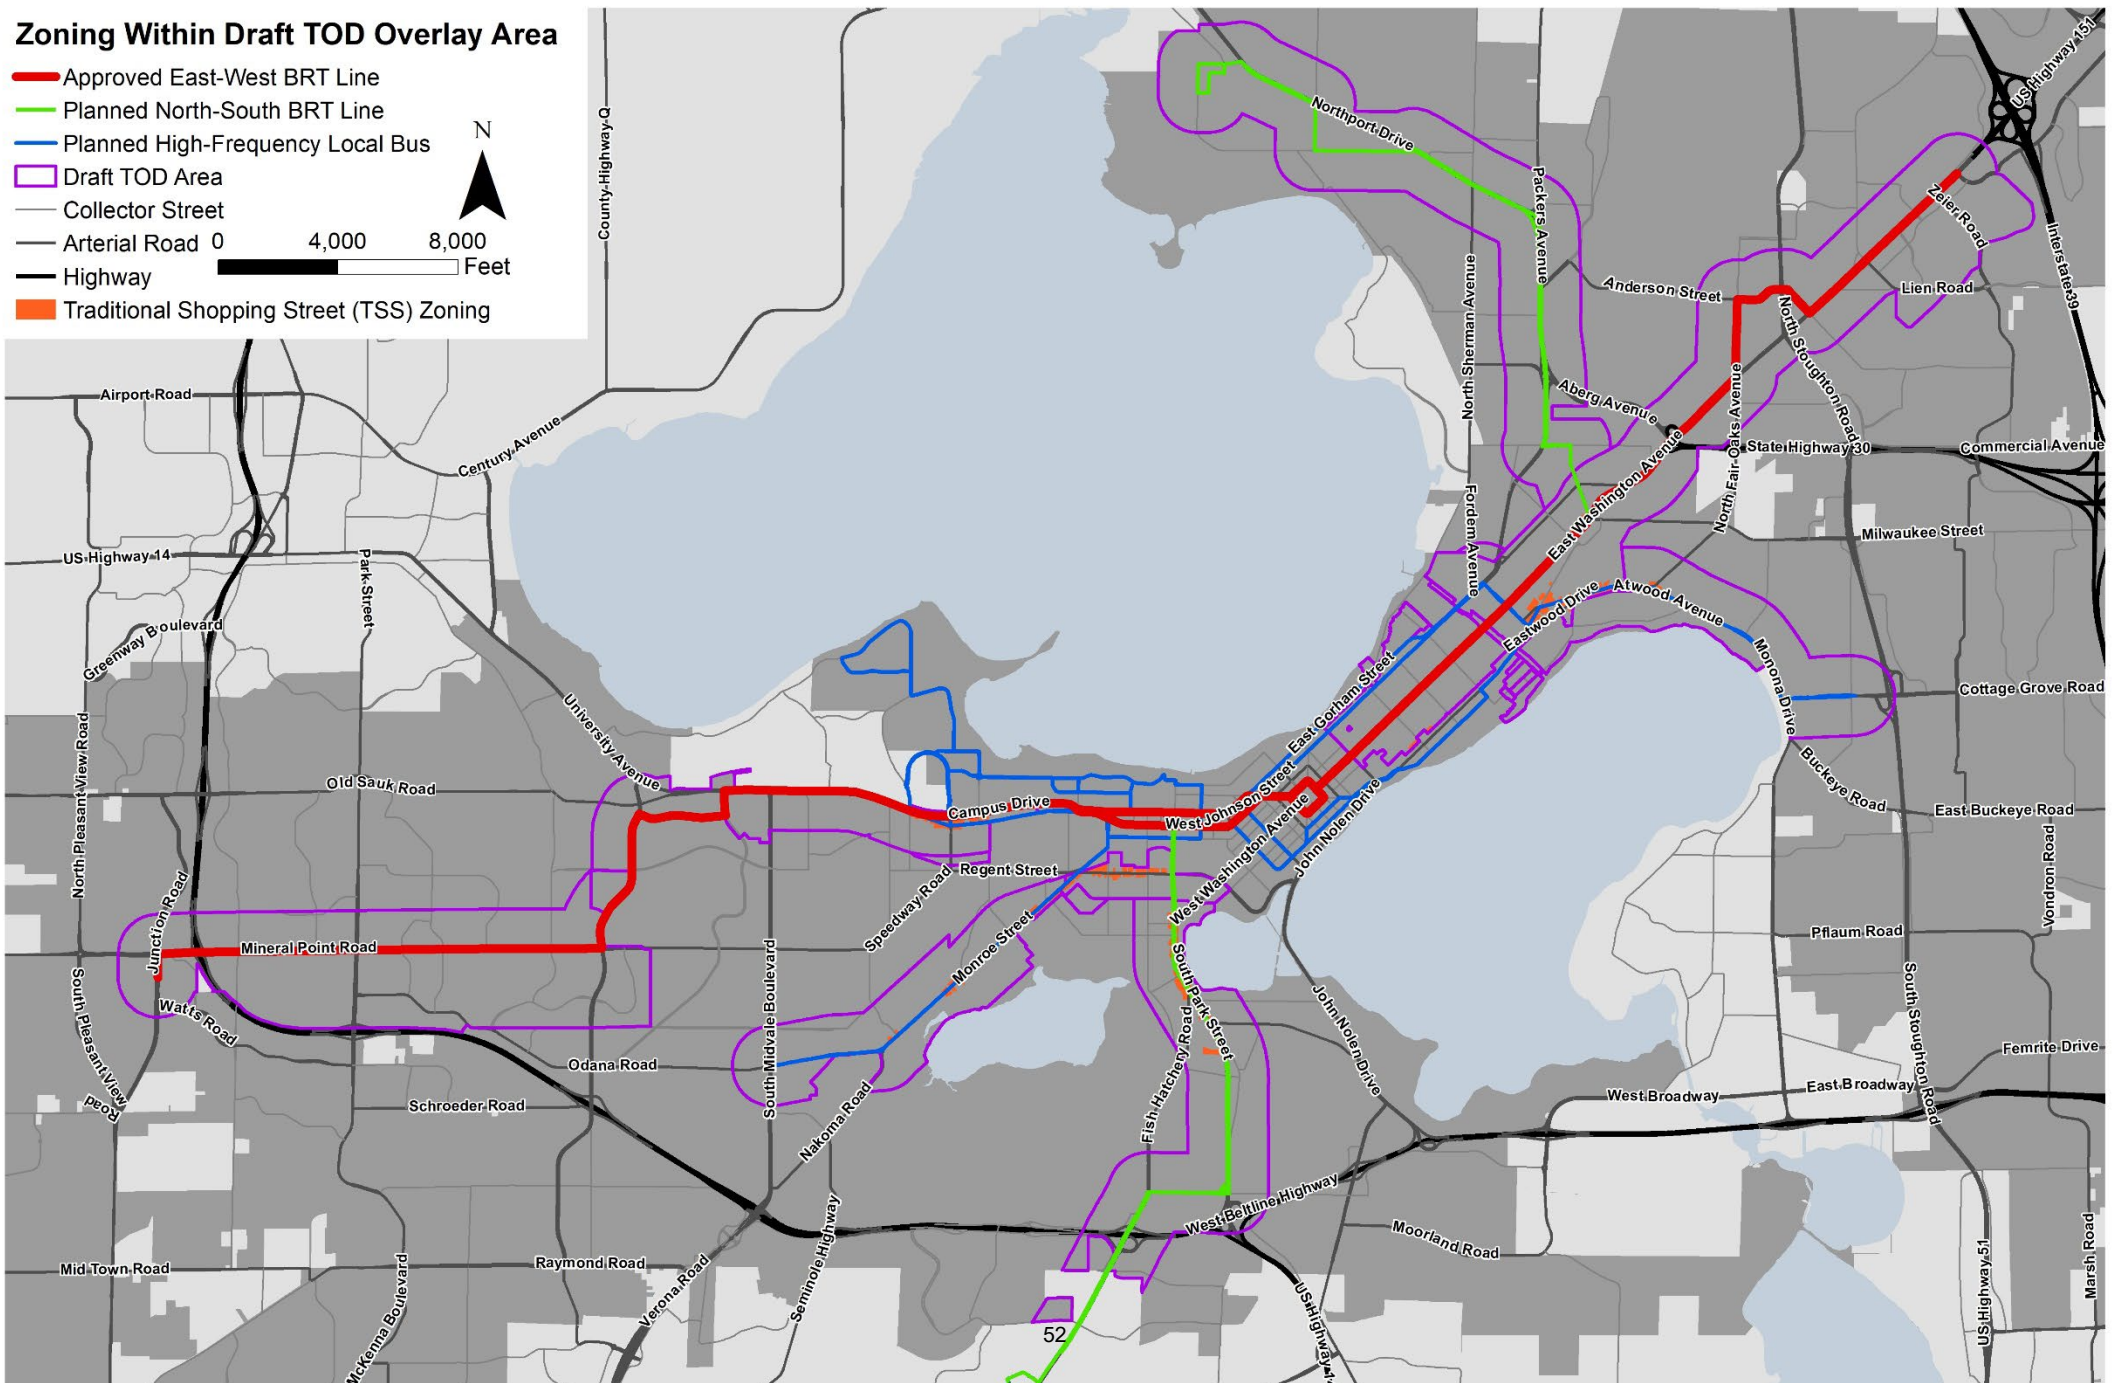 Zoning Within Draft TOD Overlay Area
Approved East-West BRT Line
Planned North-South BRT Line
Planned High-Frequency Local Bus
Draft TOD Area
Collector Street
Arterial Road
Highway
Traditional Shopping Street (TSS) Zoning
N
0 4,000 8,000
Feet
County Highway Q
Northport Drive
Packers Avenue
US Highway 151
Zeier Road
Interstate 39
North Sherman Avenue
Anderson Street
Lien Road
North Stoughton Road
Airport Road
Century Avenue
Aberg Avenue
North Fair Oaks Avenue
State Highway 30
Commercial Avenue
East Washington Avenue
Fordem Avenue
Milwaukee Street
US Highway 14
Park Street
Greenway Boulevard
Eastwood Drive
Atwood Avenue
Monona Drive
Cottage Grove Road
University Avenue
East Gorham Street
North Pleasant View Road
Old Sauk Road
Buckeye Road
East Buckeye Road
Campus Drive
West Johnson Street
West Washington Avenue
John Nolen Drive
Vondron Road
Regent Street
Speedway Road
Junction Road
Mineral Point Road
Monroe Street
Pflaum Road
South Pleasant View
Road
Watts Road
South Midvale Boulevard
South Park Street
Fish Hatchery Road
John Nolen Drive
South Stoughton Road
Odana Road
Femrite Drive
Schroeder Road
Nakoma Road
West Broadway
East Broadway
West Beltline Highway
Mid Town Road
McKenna Boulevard
Raymond Road
Verona Road
Seminole Highway
Moorland Road
US Highway 14
US Highway 51
Marsh Road
52